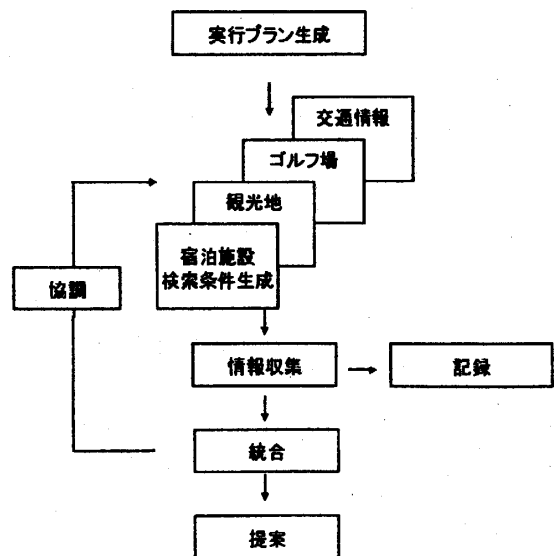 実行プラン生成
交通情報
ゴルフ場
観光地
宿泊施設
検索条件生成
協調
情報収集
記録
統合
提案